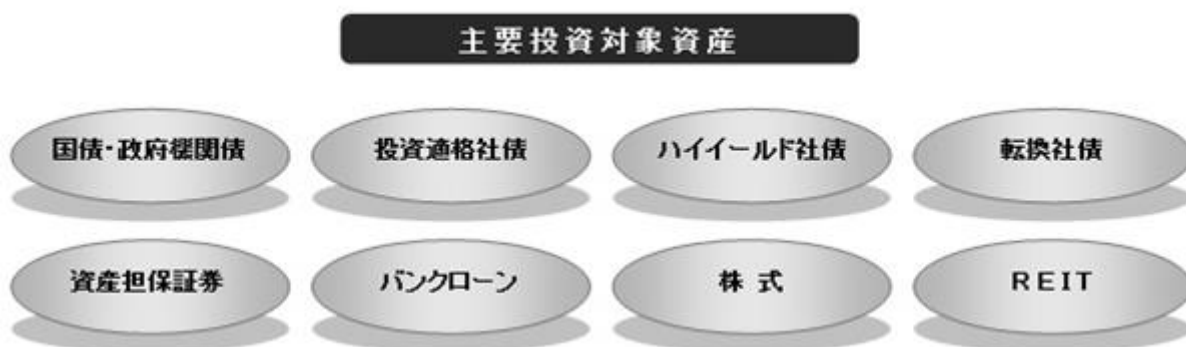 主要投資対象資産
国債・政府機関債
投資適格社債
ハイイールド社債
転換社債
資産担保証券
バンクローン
株 式
REIT